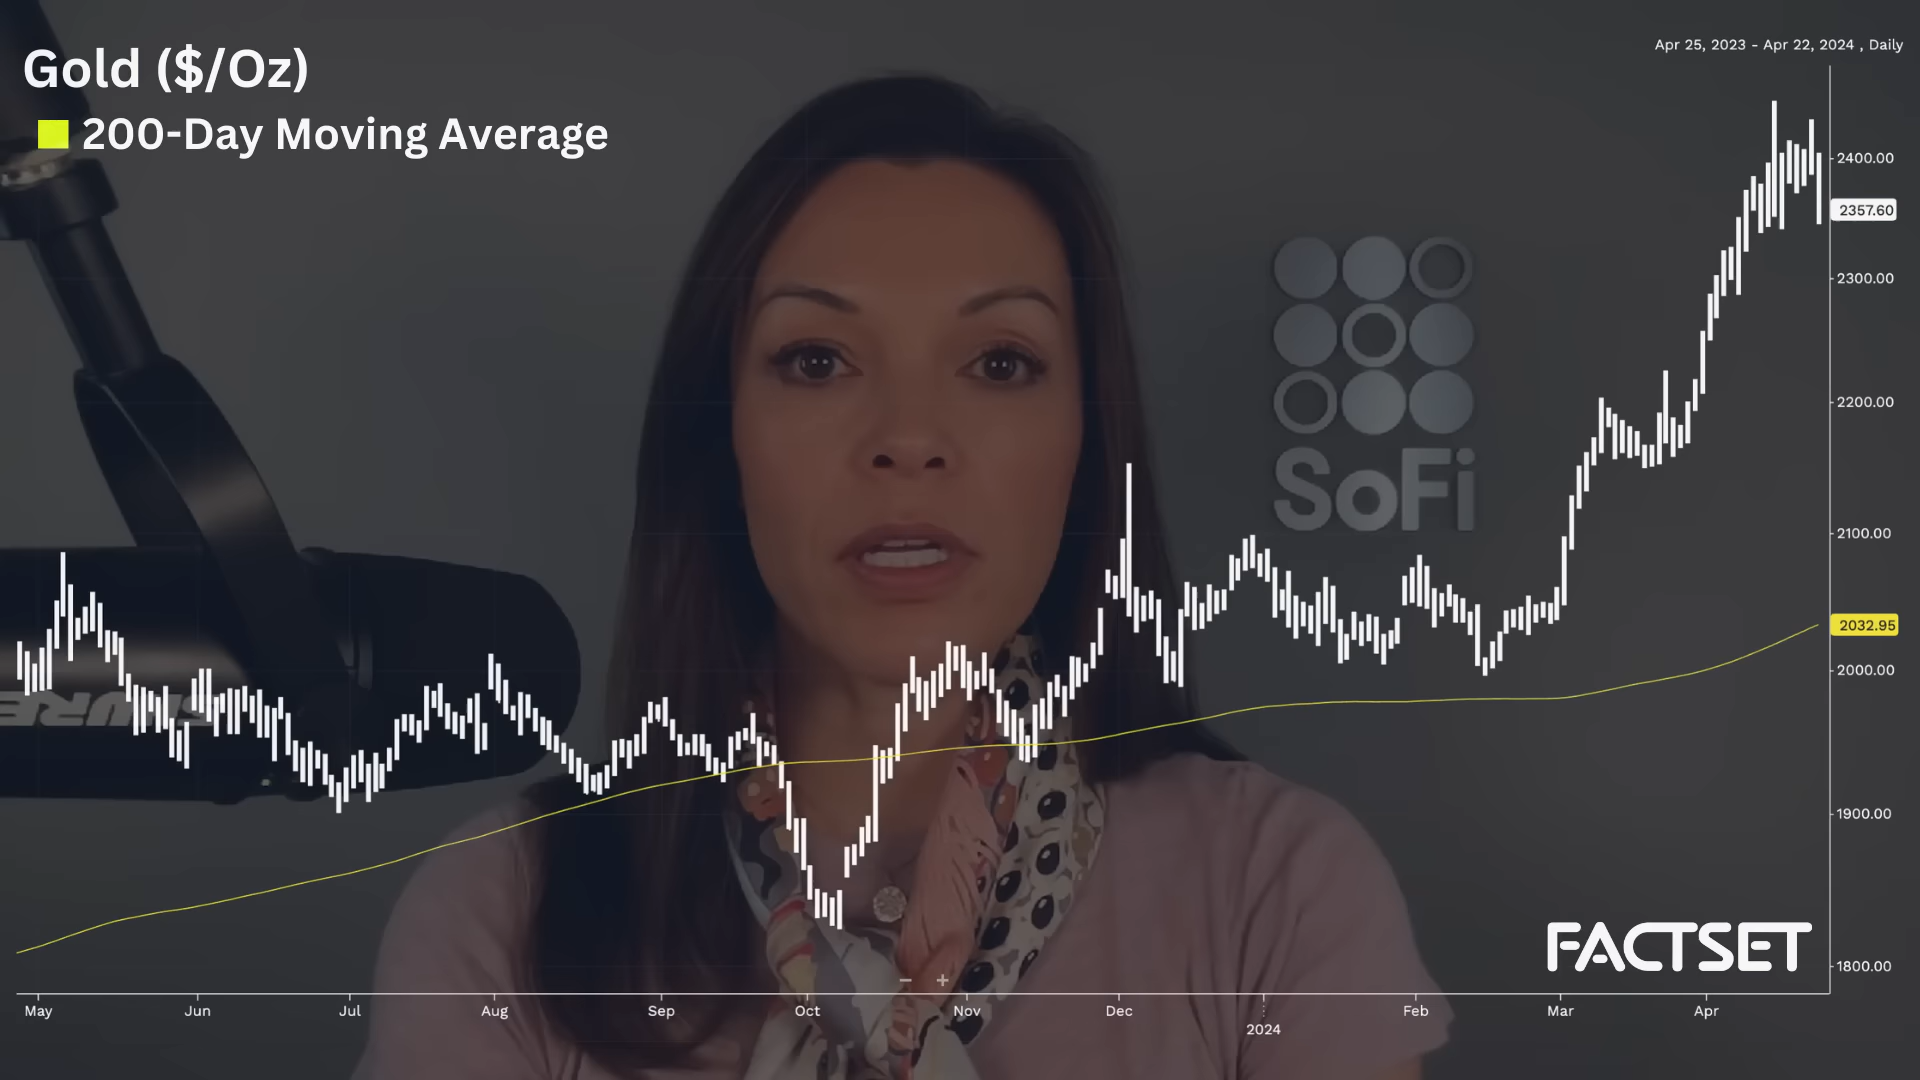 Gold ($/Oz)
200-Day Moving Average
Apr 25, 2023 - Apr 22, 2024 , Daily
2400.00
2357.60
2300.00
2200.00
2100.00
2032.95
2000.00
1900.00
1800.00
SoFi
SHURE
FACTSET
May Jun Jul Aug Sep Oct Nov Dec 2024 Feb Mar Apr